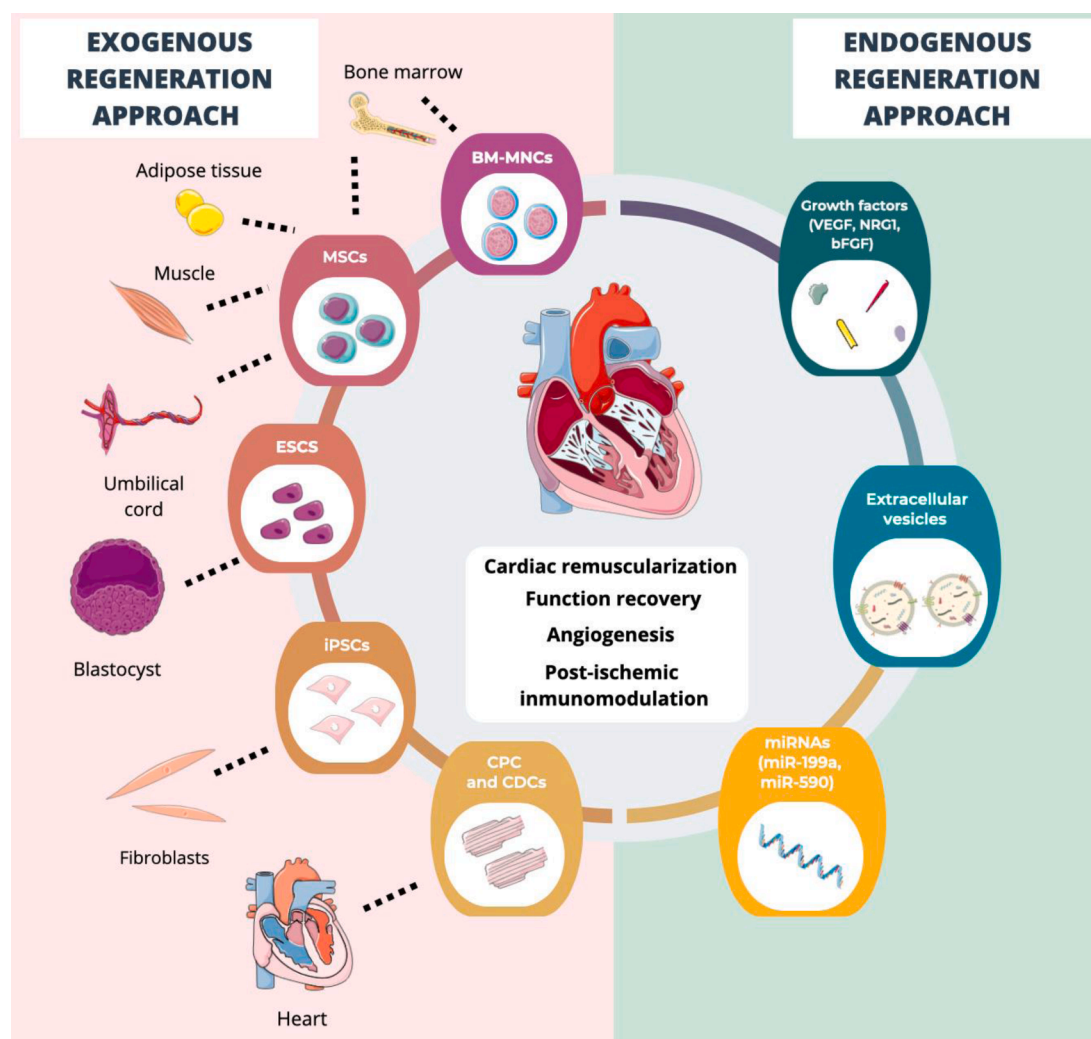 EXOGENOUS
REGENERATION
APPROACH
ENDOGENOUS
REGENERATION
APPROACH
Bone marrow
BM-MNCs
Adipose tissue
MSCs
Muscle
Umbilical
cord
ESCS
Blastocyst
iPSCs
Fibroblasts
CPC
and CDCs
Heart
Growth factors
(VEGF, NRG1,
bFGF)
Extracellular
vesicles
miRNAs
(miR-199a,
miR-590)
Cardiac remuscularization
Function recovery
Angiogenesis
Post-ischemic
inmunomodulation